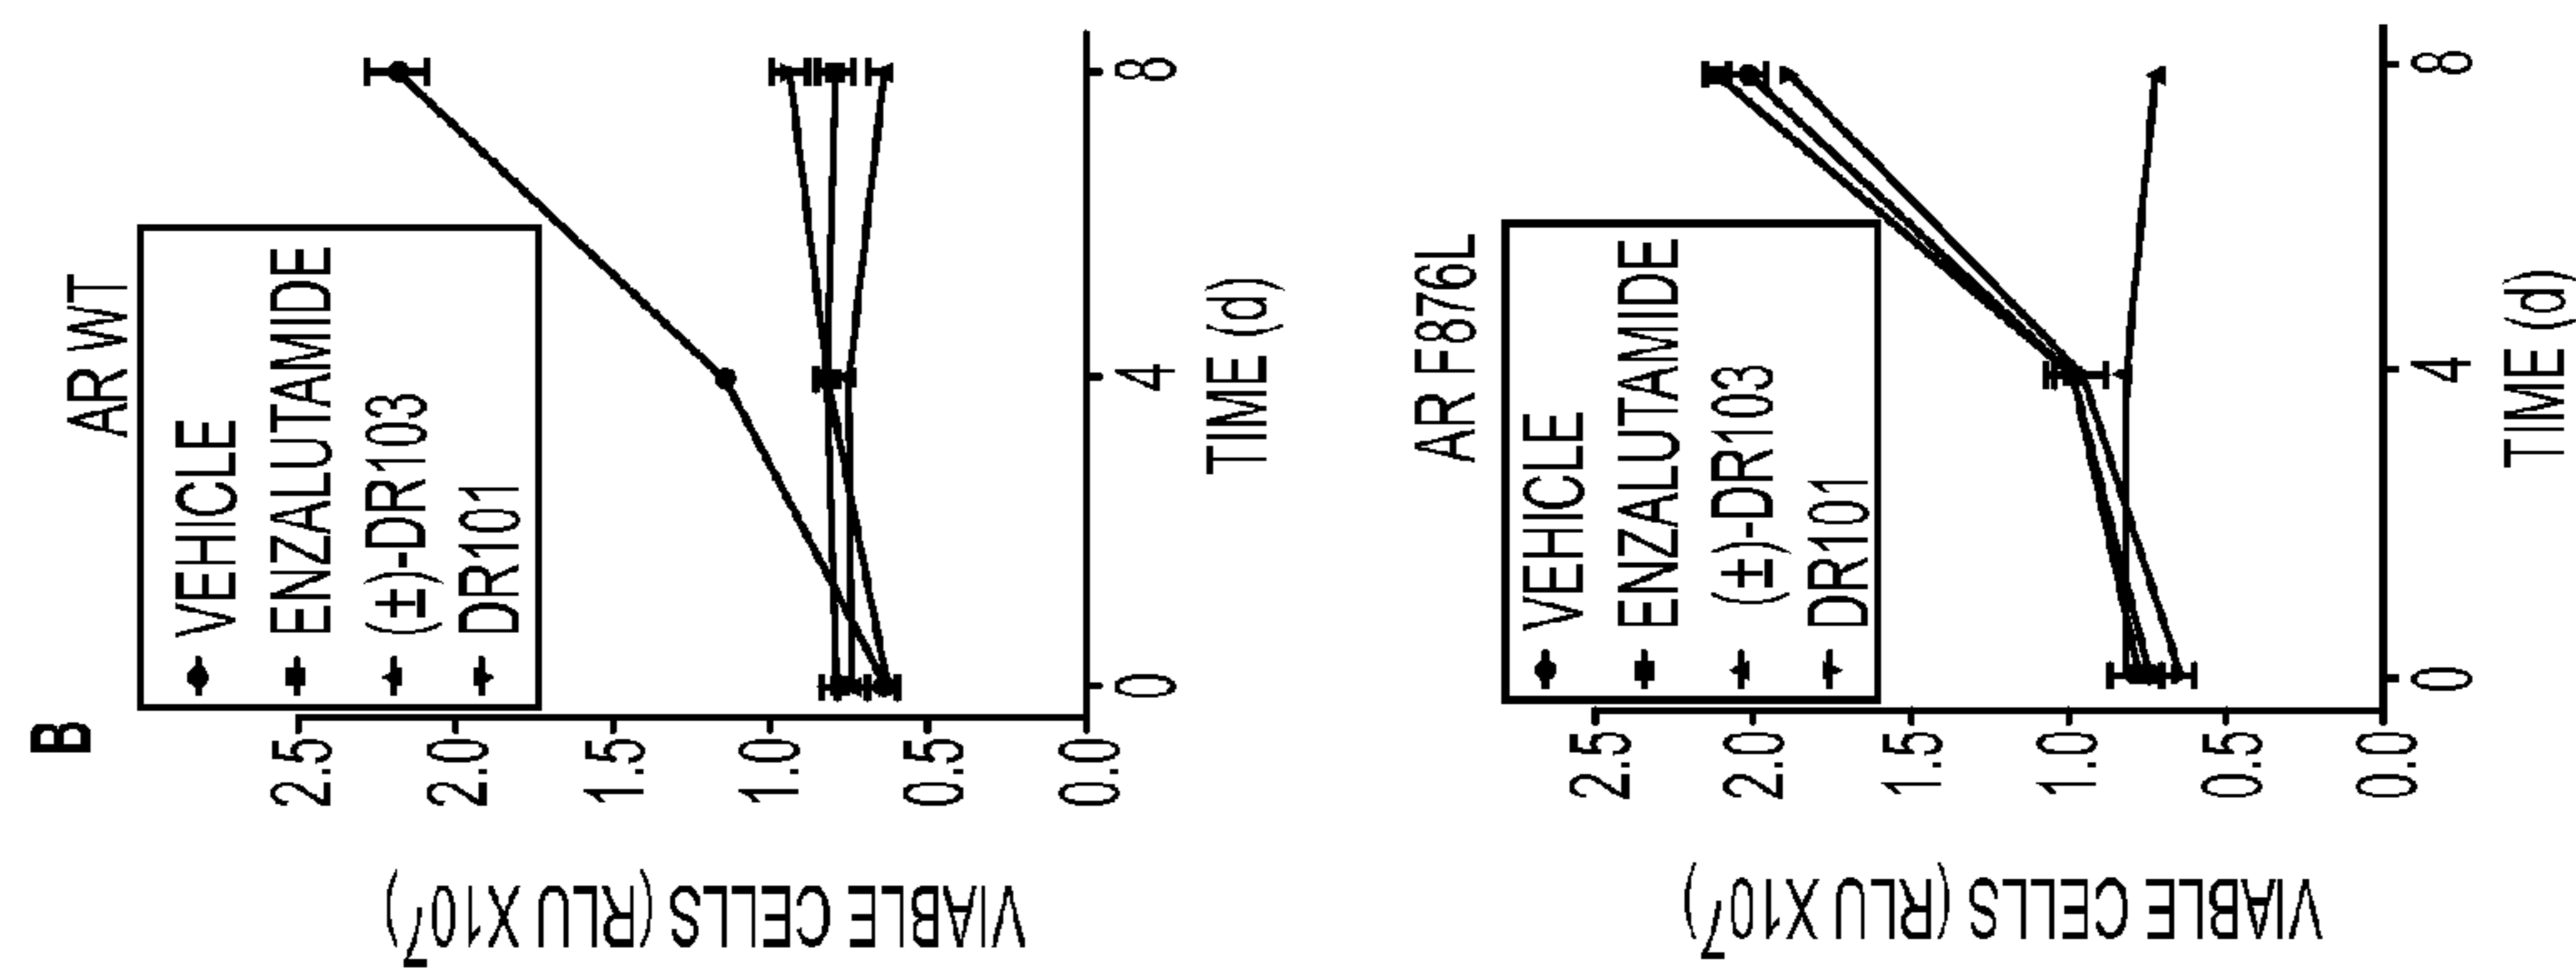 B
AR WT
VEHICLE
ENZALUTAMIDE
(±)-DR103
DR101
VIABLE CELLS (RLU X10⁷)
2.5
2.0
1.5
1.0
0.5
0.0
0
4
8
TIME (d)
AR F876L
VEHICLE
ENZALUTAMIDE
(±)-DR103
DR101
VIABLE CELLS (RLU X10⁷)
2.5
2.0
1.5
1.0
0.5
0.0
0
4
8
TIME (d)